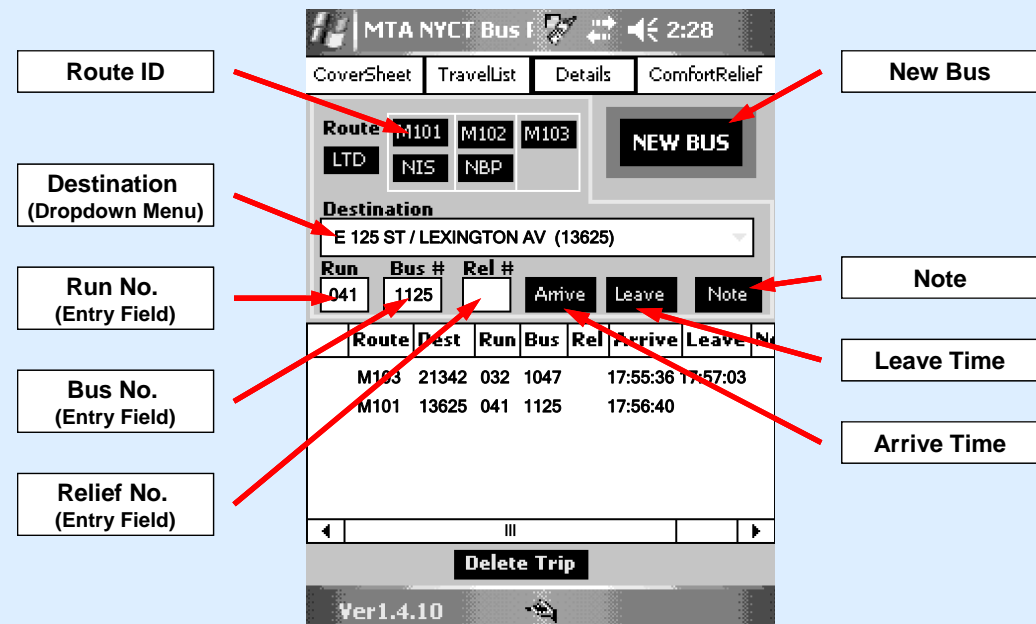 MTA NYCT Bus 2:28
CoverSheet TravelList Details ComfortRelief
Route ID
New Bus
Route M101 M102 M103
LTD NIS NBP
NEW BUS
Destination
(Dropdown Menu)
Destination
E 125 ST / LEXINGTON AV (13625)
Run No.
(Entry Field)
Run Bus # Rel #
041 1125 Arrive Leave Note
Note
Route Dest Run Bus Rel Arrive Leave
M103 21342 032 1047 17:55:36 17:57:03
M101 13625 041 1125 17:56:40
Leave Time
Bus No.
(Entry Field)
Arrive Time
Relief No.
(Entry Field)
Delete Trip
Ver1.4.10